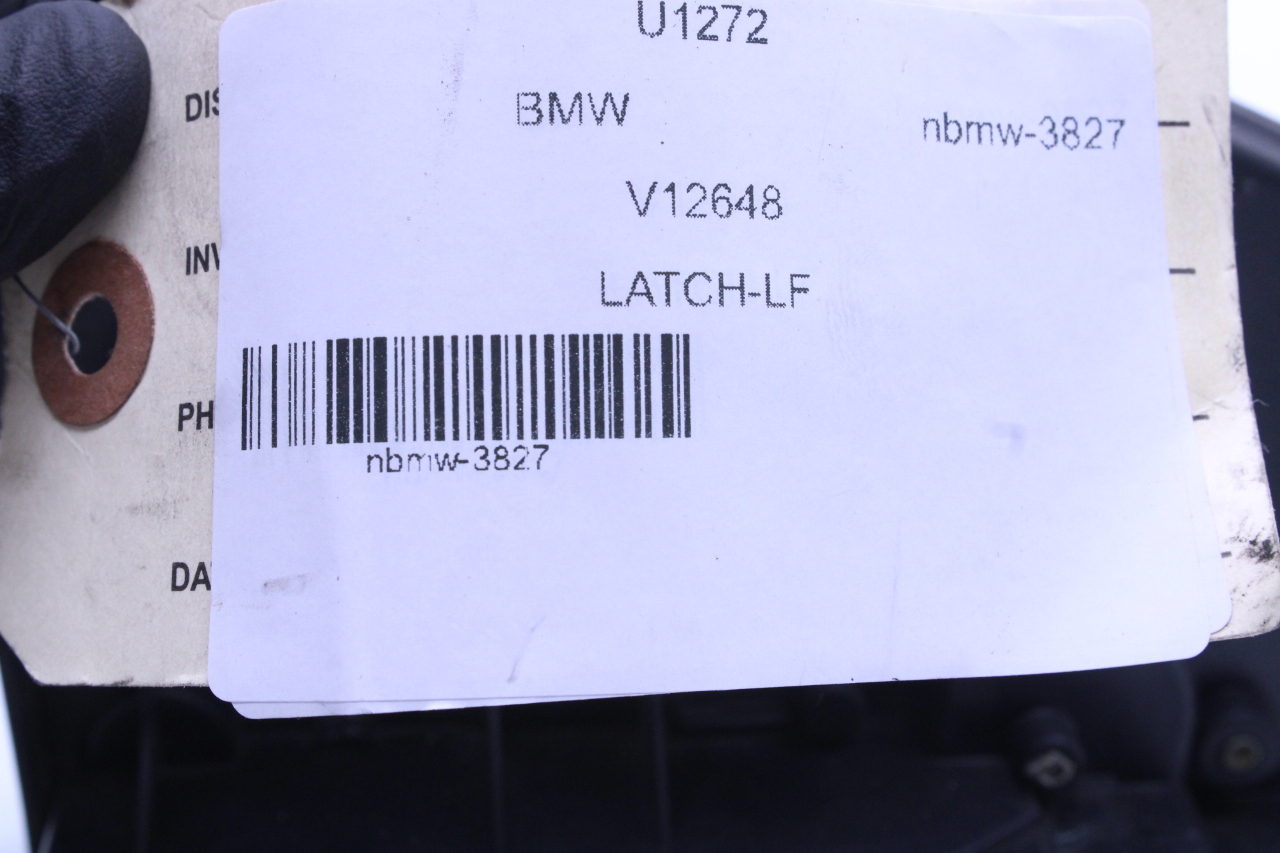 U1272
BMW
nbmw-3827
V12648
LATCH-LF
nbmw-3827
DIS
INV
PH
DA